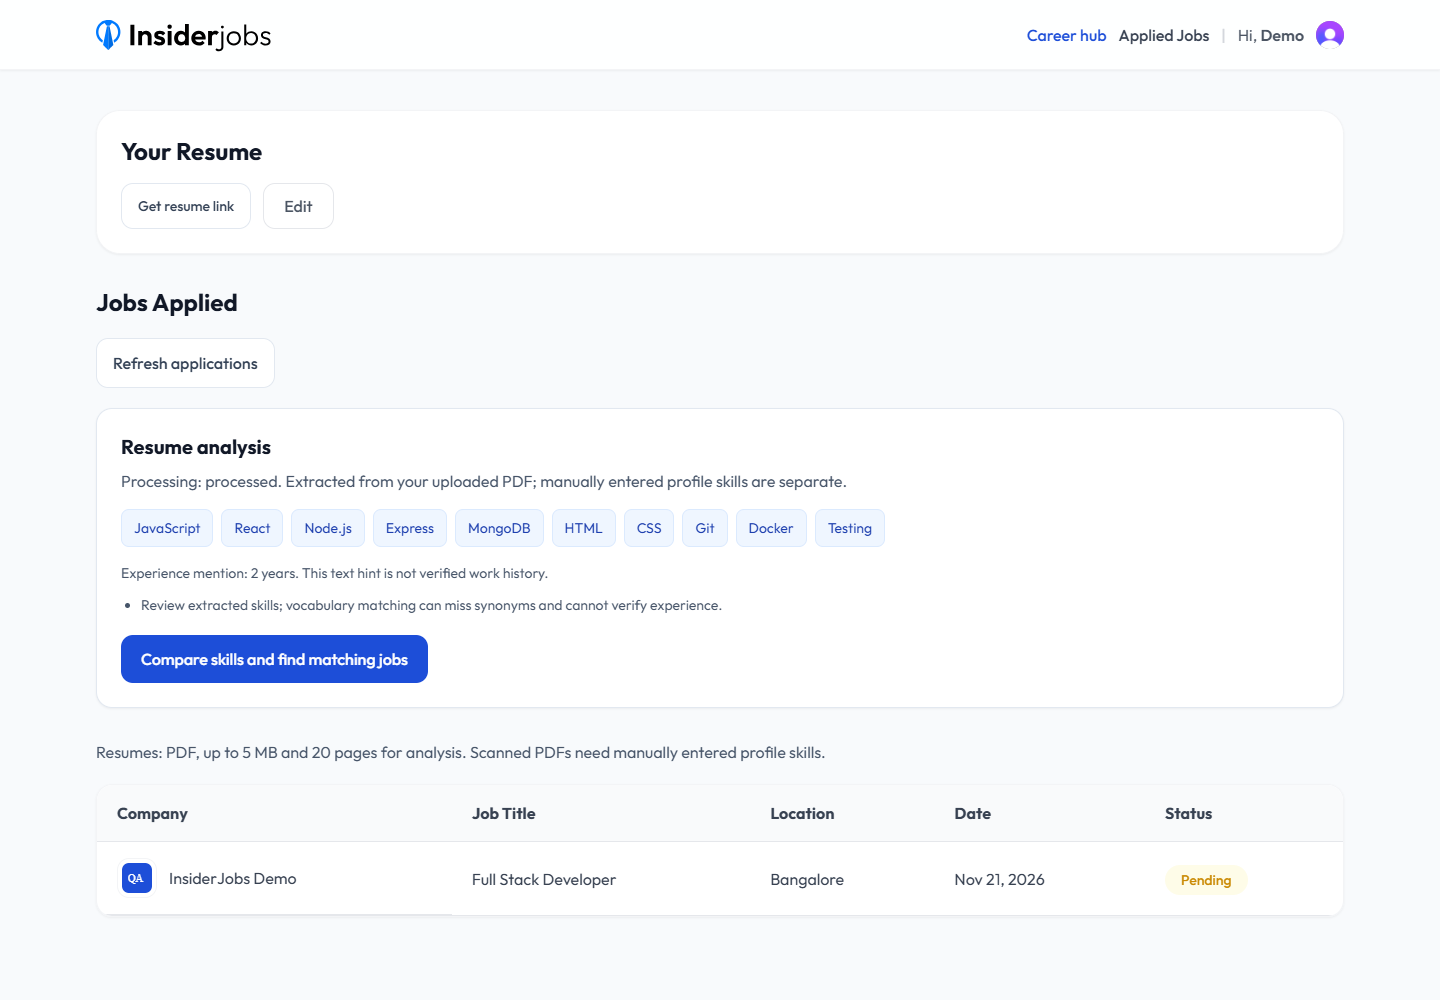 Insiderjobs
Career hub Applied Jobs | Hi, Demo
Your Resume
Get resume link Edit
Jobs Applied
Refresh applications
Resume analysis
Processing: processed. Extracted from your uploaded PDF; manually entered profile skills are separate.
JavaScript React Node.js Express MongoDB HTML CSS Git Docker Testing
Experience mention: 2 years. This text hint is not verified work history.
• Review extracted skills; vocabulary matching can miss synonyms and cannot verify experience.
Compare skills and find matching jobs
Resumes: PDF, up to 5 MB and 20 pages for analysis. Scanned PDFs need manually entered profile skills.
Company Job Title Location Date Status
QA InsiderJobs Demo Full Stack Developer Bangalore Nov 21, 2026 Pending